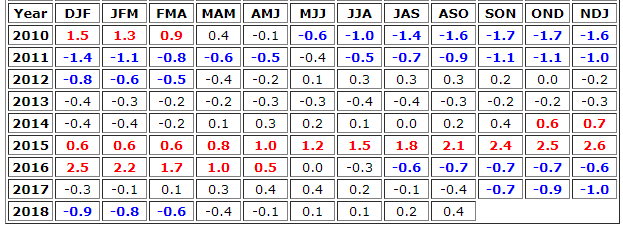 Year DJF JFM FMA MAM AMJ MJJ JJA JAS ASO SON OND NDJ
2010 1.5 1.3 0.9 0.4 -0.1 -0.6 -1.0 -1.4 -1.6 -1.7 -1.7 -1.6
2011 -1.4 -1.1 -0.8 -0.6 -0.5 -0.4 -0.5 -0.7 -0.9 -1.1 -1.1 -1.0
2012 -0.8 -0.6 -0.5 -0.4 -0.2 0.1 0.3 0.3 0.3 0.2 0.0 -0.2
2013 -0.4 -0.3 -0.2 -0.2 -0.3 -0.3 -0.4 -0.4 -0.3 -0.2 -0.2 -0.3
2014 -0.4 -0.4 -0.2 0.1 0.3 0.2 0.1 0.0 0.2 0.4 0.6 0.7
2015 0.6 0.6 0.6 0.8 1.0 1.2 1.5 1.8 2.1 2.4 2.5 2.6
2016 2.5 2.2 1.7 1.0 0.5 0.0 -0.3 -0.6 -0.7 -0.7 -0.7 -0.6
2017 -0.3 -0.1 0.1 0.3 0.4 0.4 0.2 -0.1 -0.4 -0.7 -0.9 -1.0
2018 -0.9 -0.8 -0.6 -0.4 -0.1 0.1 0.1 0.2 0.4